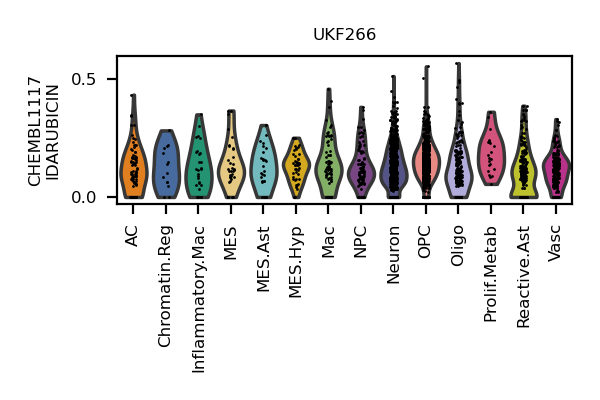 UKF266
CHEMBL1117
IDARUBICIN
0.5
0.0
AC
Chromatin.Reg
Inflammatory.Mac
MES
MES.Ast
MES.Hyp
Mac
NPC
Neuron
OPC
Oligo
Prolif.Metab
Reactive.Ast
Vasc